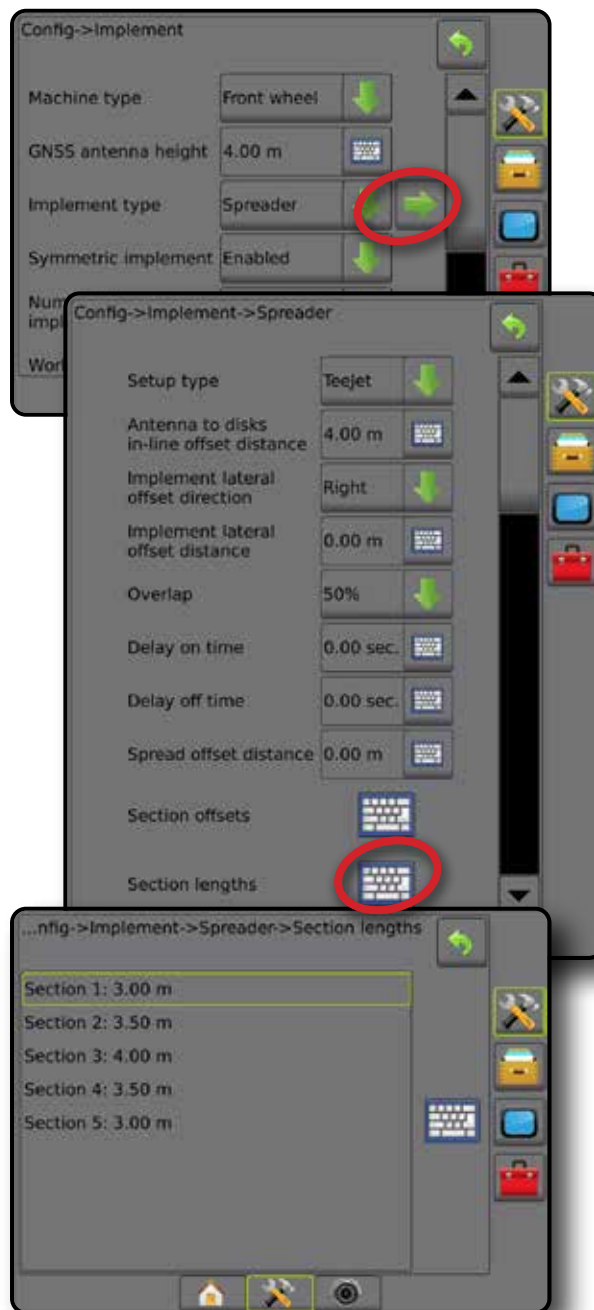 Config->Implement
Machine type Front wheel
GNSS antenna height 4.00 m
Implement type Spreader
Symmetric implement Enabled
Config->Implement->Spreader
Setup type Teejet
Antenna to disks
in-line offset distance 4.00 m
Implement lateral
offset direction Right
Implement lateral
offset distance 0.00 m
Overlap 50%
Delay on time 0.00 sec.
Delay off time 0.00 sec.
Spread offset distance 0.00 m
Section offsets
Section lengths
...nfig->Implement->Spreader->Section lengths
Section 1: 3.00 m
Section 2: 3.50 m
Section 3: 4.00 m
Section 4: 3.50 m
Section 5: 3.00 m